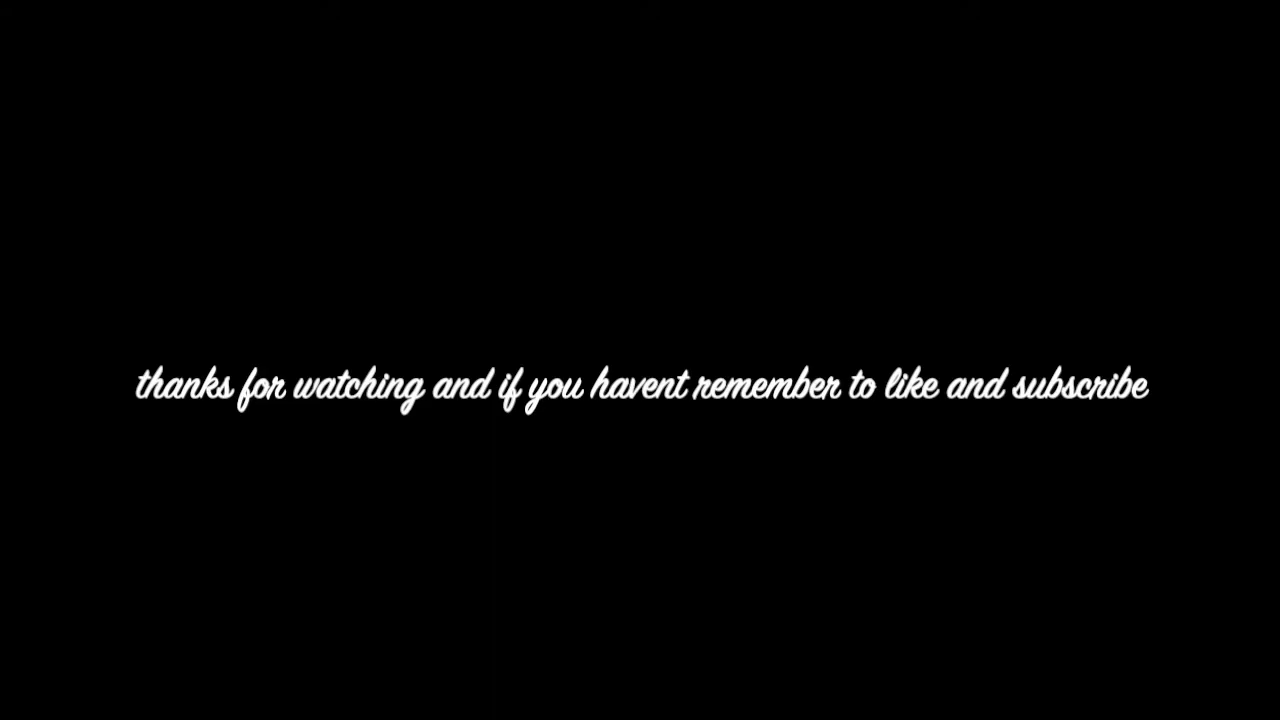 thanks for watching and if you havent remember to like and subscribe